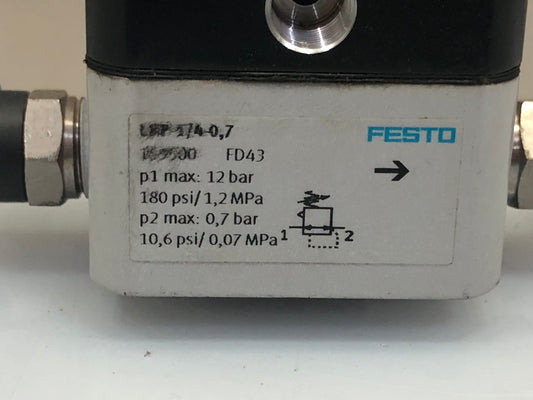 1/4-0,7
FESTO
FD43
p1 max: 12 bar
180 psi/ 1,2 MPa
p2 max: 0,7 bar
10,6 psi/ 0,07 MPa
1 2